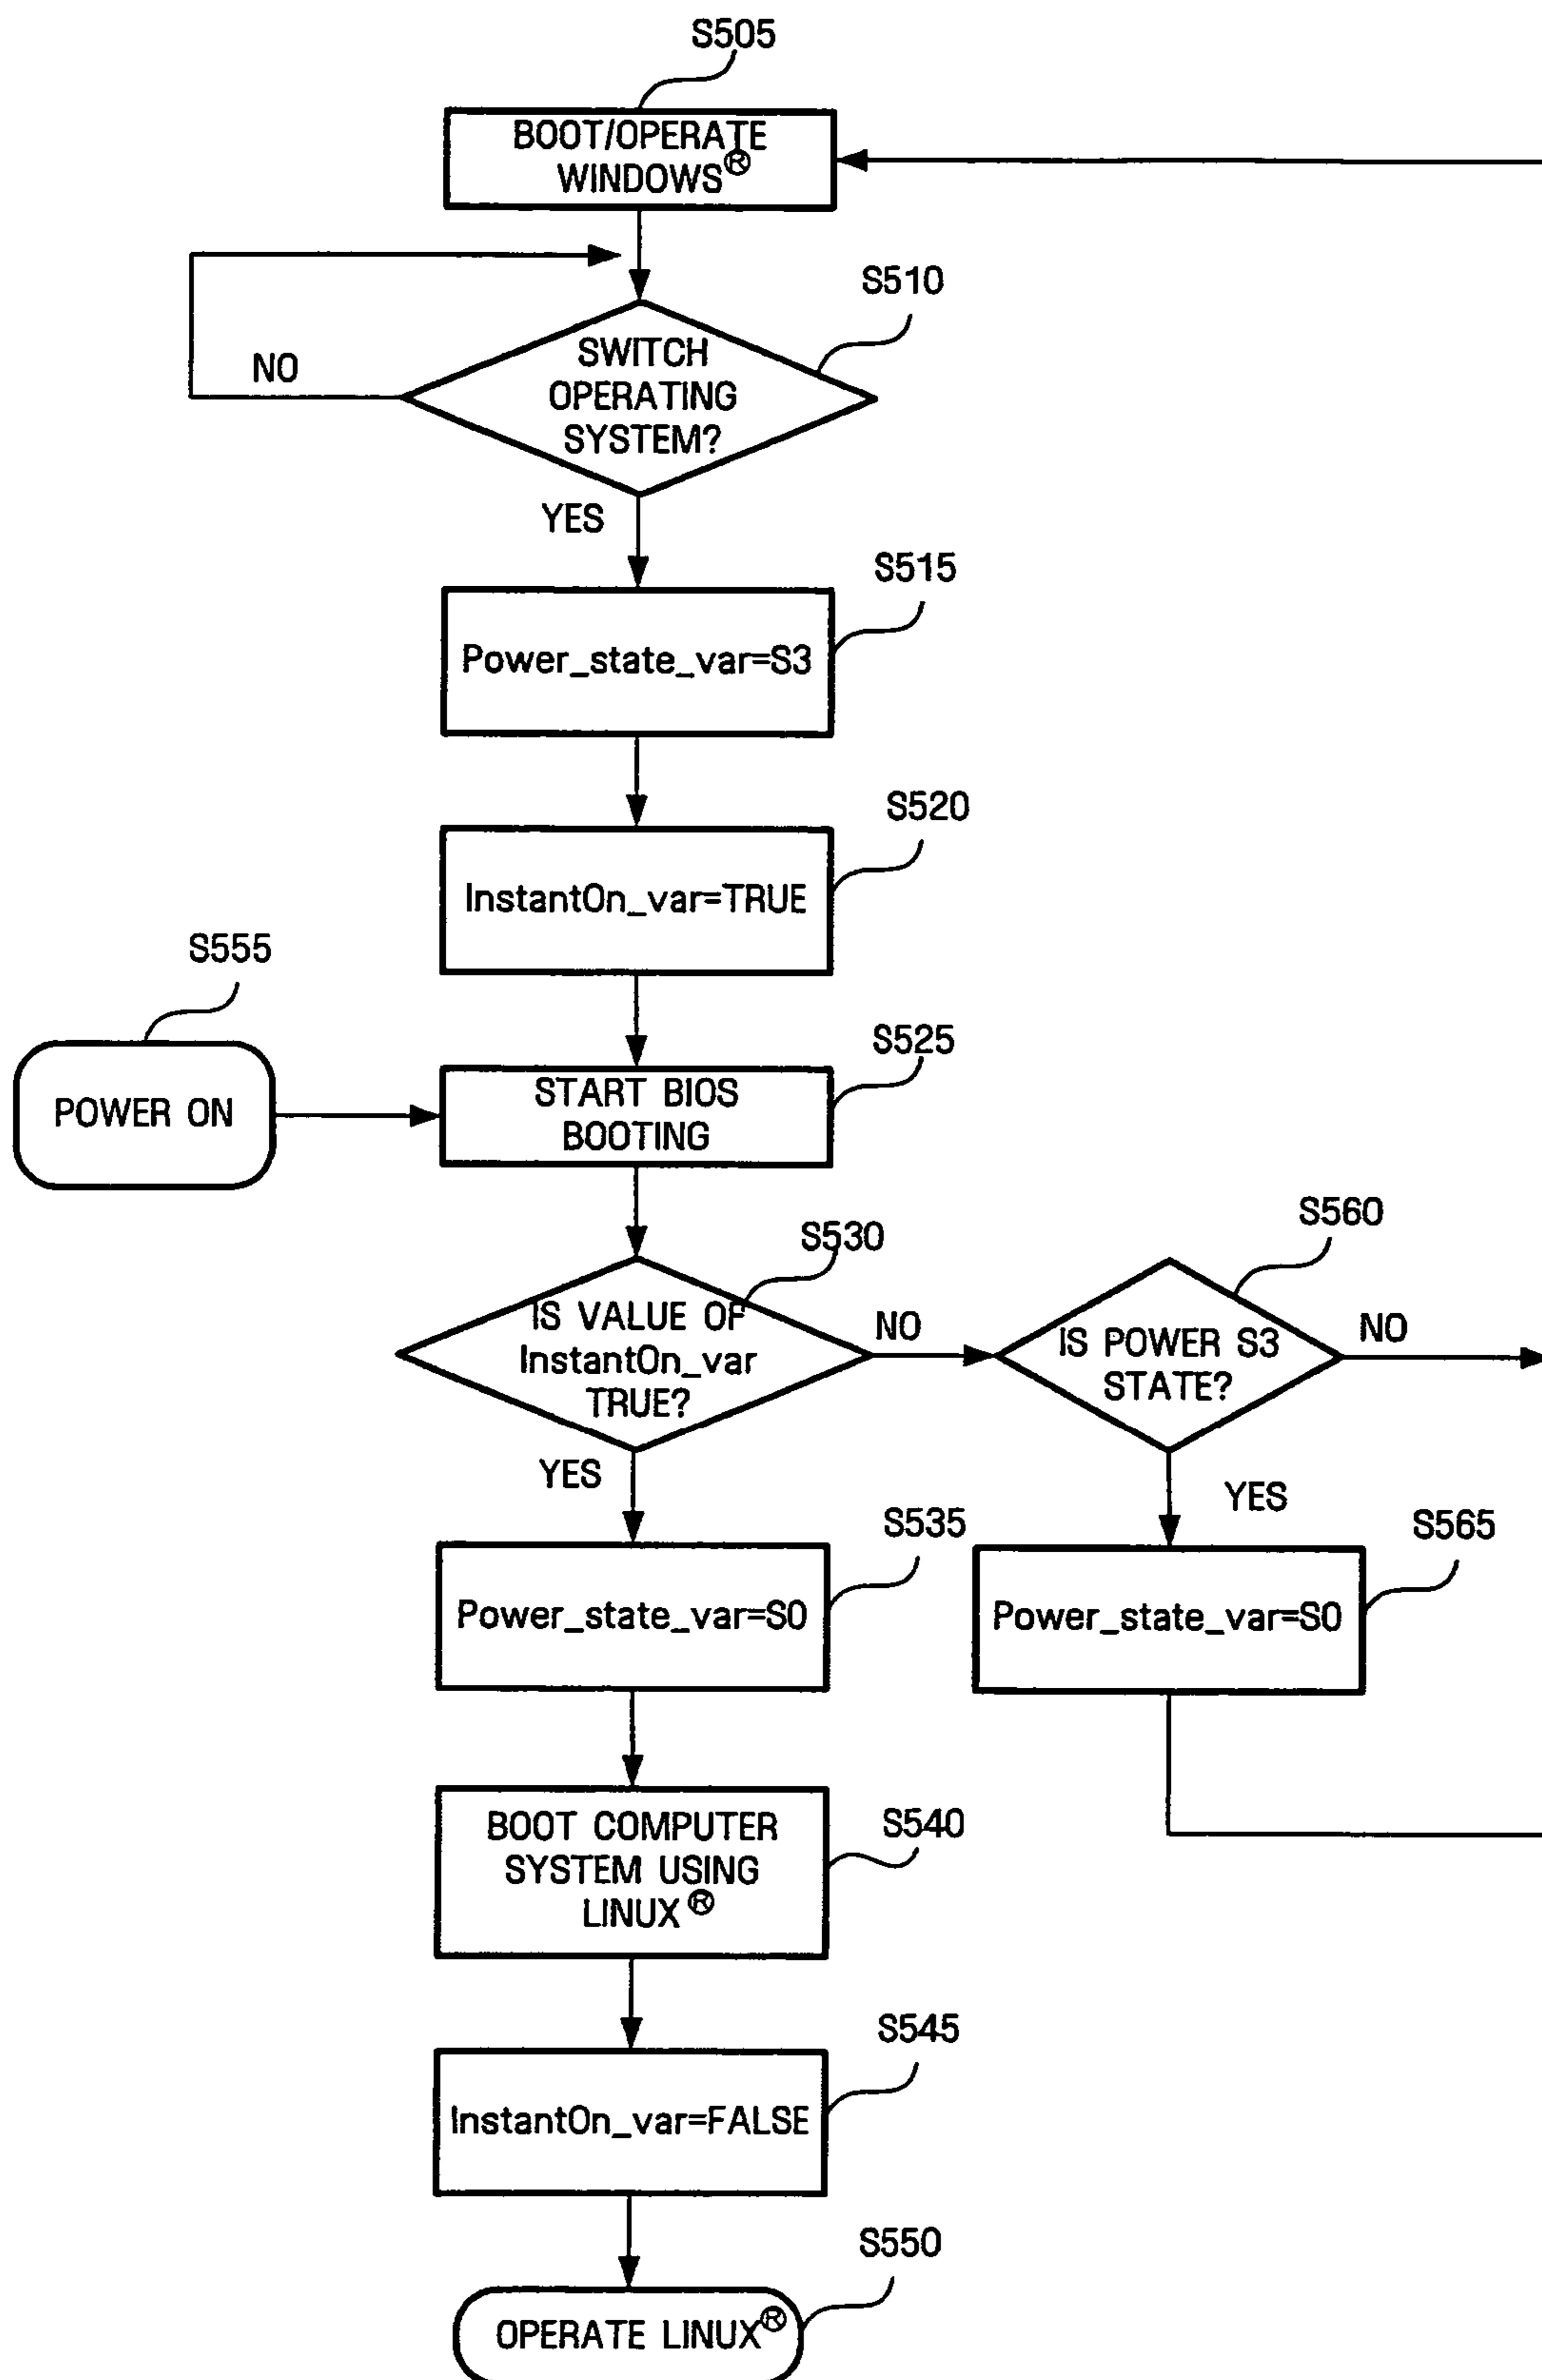 S505
BOOT/OPERATE
WINDOWS®
S510
SWITCH
OPERATING
SYSTEM?
NO
YES
S515
Power_state_var=S3
S520
InstantOn_var=TRUE
S555
POWER ON
S525
START BIOS
BOOTING
S530
IS VALUE OF
InstantOn_var
TRUE?
NO
S560
IS POWER S3
STATE?
NO
YES
YES
S535
Power_state_var=S0
S565
Power_state_var=S0
S540
BOOT COMPUTER
SYSTEM USING
LINUX®
S545
InstantOn_var=FALSE
S550
OPERATE LINUX®